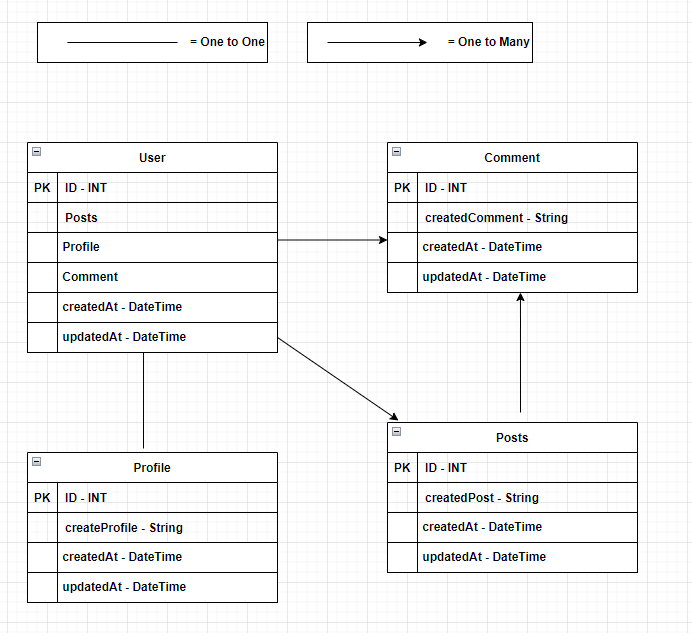 = One to One
= One to Many
User
PK ID - INT
Posts
Profile
Comment
createdAt - DateTime
updatedAt - DateTime
Comment
PK ID - INT
createdComment - String
createdAt - DateTime
updatedAt - DateTime
Profile
PK ID - INT
createProfile - String
createdAt - DateTime
updatedAt - DateTime
Posts
PK ID - INT
createdPost - String
createdAt - DateTime
updatedAt - DateTime